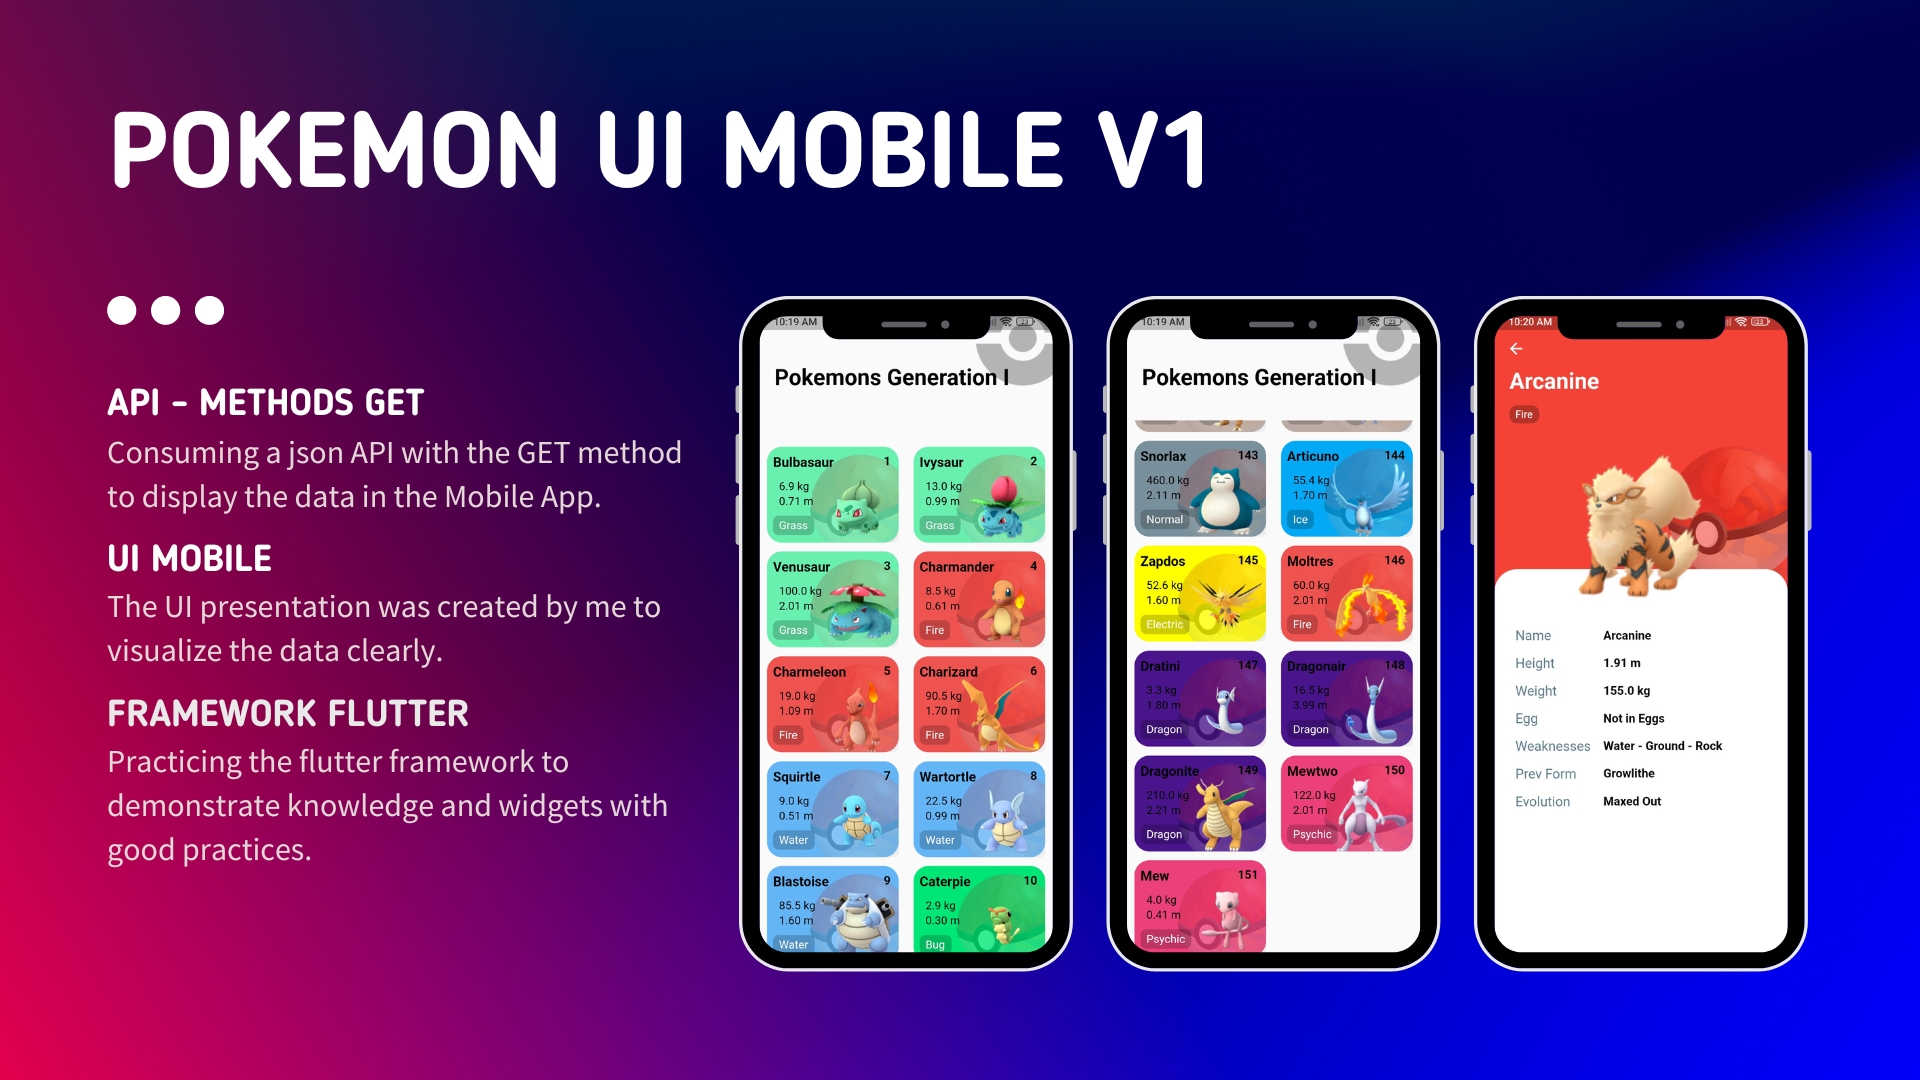 POKEMON UI MOBILE V1
API - METHODS GET
Consuming a json API with the GET method
to display the data in the Mobile App.
UI MOBILE
The UI presentation was created by me to
visualize the data clearly.
FRAMEWORK FLUTTER
Practicing the flutter framework to
demonstrate knowledge and widgets with
good practices.
10:19 AM
23
Pokemons Generation I
Bulbasaur 1
6.9 kg
0.71 m
Grass
Ivysaur 2
13.0 kg
0.99 m
Grass
Venusaur 3
100.0 kg
2.01 m
Grass
Charmander 4
8.5 kg
0.61 m
Fire
Charmeleon 5
19.0 kg
1.09 m
Fire
Charizard 6
90.5 kg
1.70 m
Fire
Squirtle 7
9.0 kg
0.51 m
Water
Wartortle 8
22.5 kg
0.99 m
Water
Blastoise 9
85.5 kg
1.60 m
Water
Caterpie 10
2.9 kg
0.30 m
Bug
10:19 AM
23
Pokemons Generation I
Snorlax 143
460.0 kg
2.11 m
Normal
Articuno 144
55.4 kg
1.70 m
Ice
Zapdos 145
52.6 kg
1.60 m
Electric
Moltres 146
60.0 kg
2.01 m
Fire
Dratini 147
3.3 kg
1.80 m
Dragon
Dragonair 148
16.5 kg
3.99 m
Dragon
Dragonite 149
210.0 kg
2.21 m
Dragon
Mewtwo 150
122.0 kg
2.01 m
Psychic
Mew 151
4.0 kg
0.41 m
Psychic
10:20 AM
23
Arcanine
Fire
Name Arcanine
Height 1.91 m
Weight 155.0 kg
Egg Not in Eggs
Weaknesses Water - Ground - Rock
Prev Form Growlithe
Evolution Maxed Out